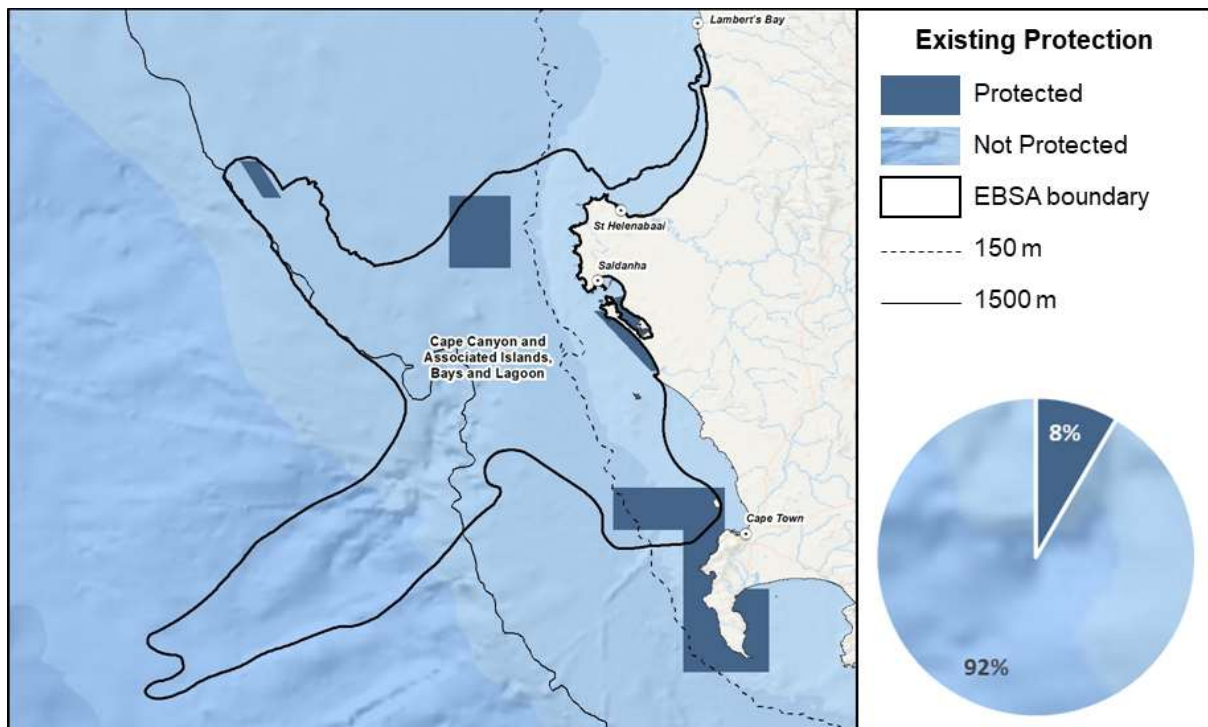 Lambert's Bay
St Helenabaai
Saldanha
Cape Canyon and
Associated Islands,
Bays and Lagoon
Cape Town
Existing Protection
Protected
Not Protected
EBSA boundary
150 m
1500 m
8%
92%